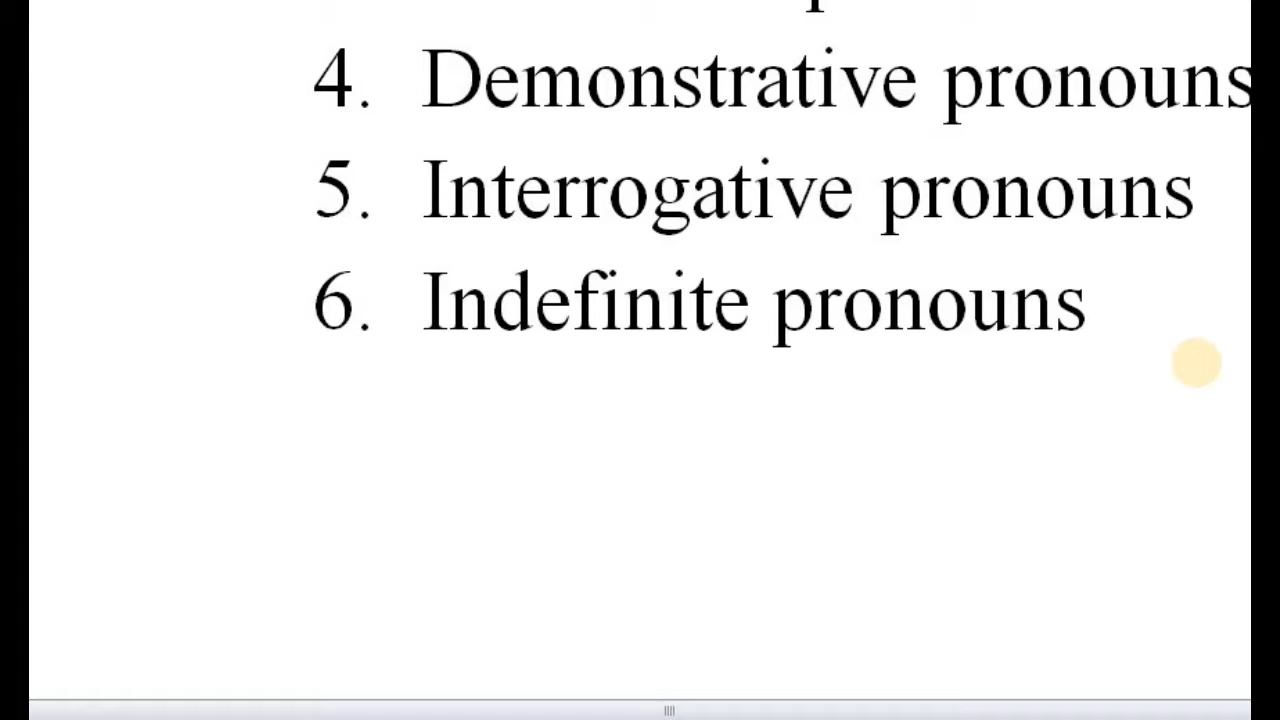 4. Demonstrative pronouns
5. Interrogative pronouns
6. Indefinite pronouns